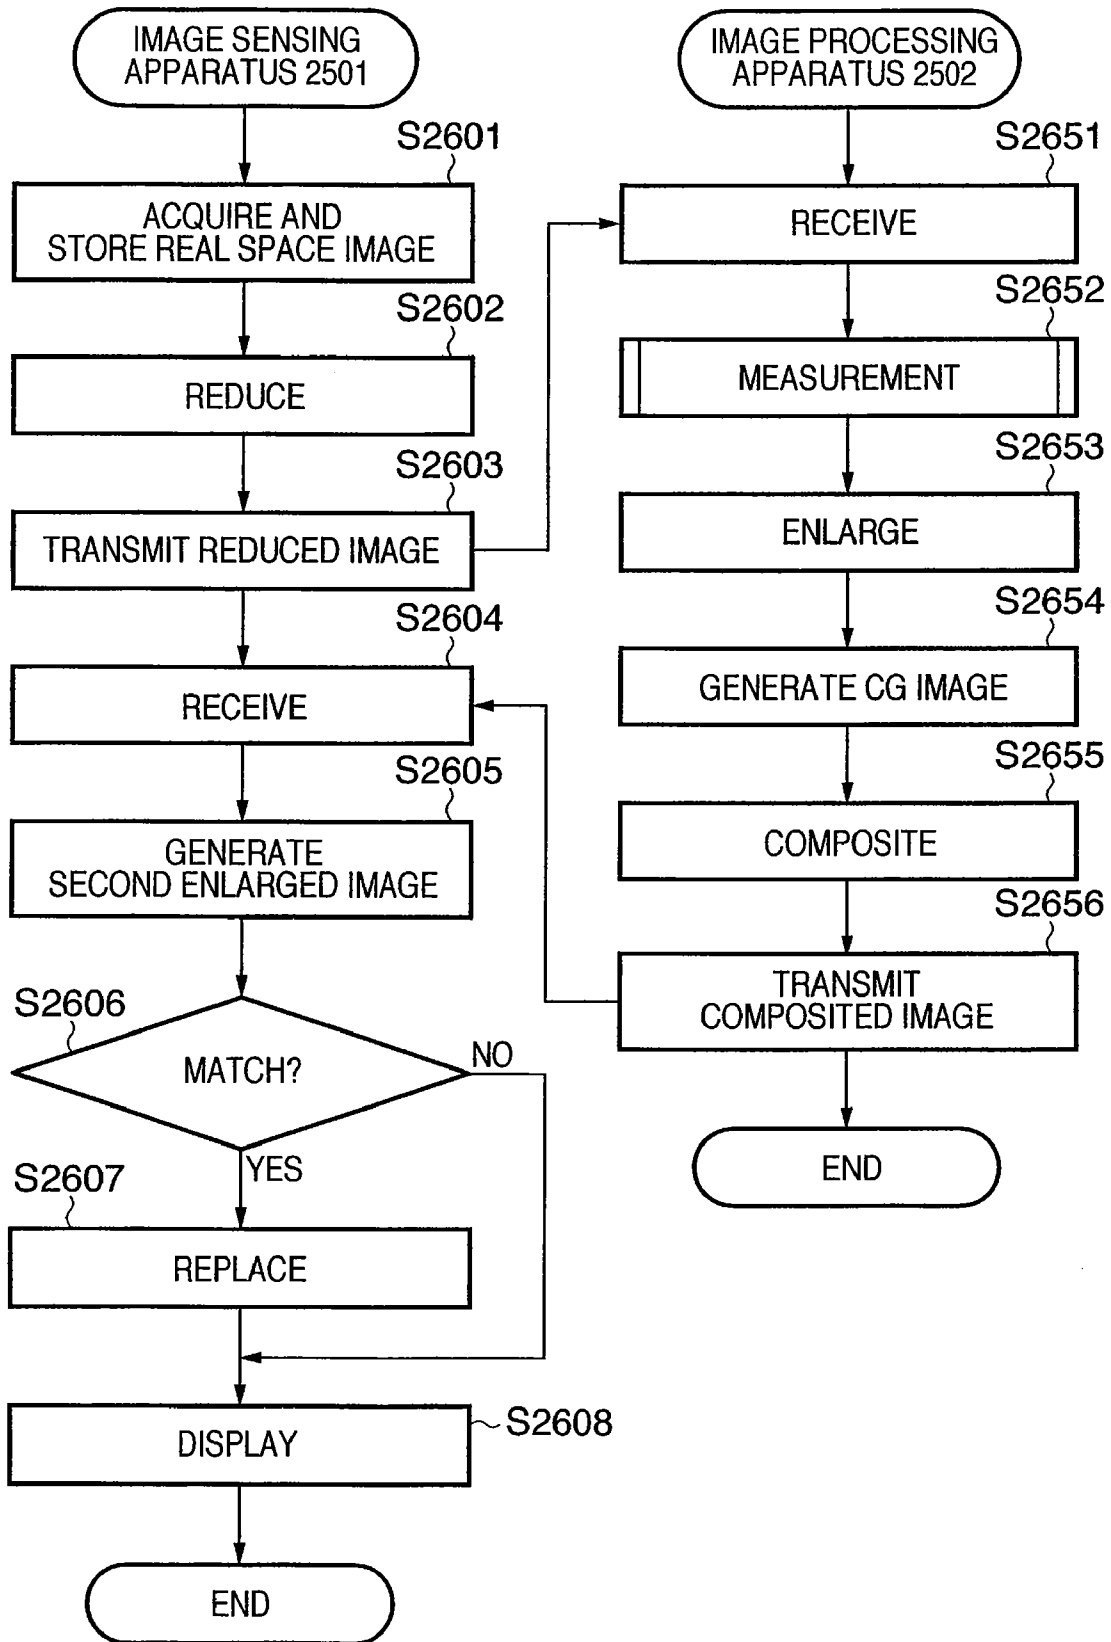 IMAGE SENSING
APPARATUS 2501
S2601
ACQUIRE AND
STORE REAL SPACE IMAGE
S2602
REDUCE
S2603
TRANSMIT REDUCED IMAGE
S2604
RECEIVE
S2605
GENERATE
SECOND ENLARGED IMAGE
S2606
MATCH?
NO
YES
S2607
REPLACE
DISPLAY
S2608
END
IMAGE PROCESSING
APPARATUS 2502
S2651
RECEIVE
S2652
MEASUREMENT
S2653
ENLARGE
S2654
GENERATE CG IMAGE
S2655
COMPOSITE
S2656
TRANSMIT
COMPOSITED IMAGE
END